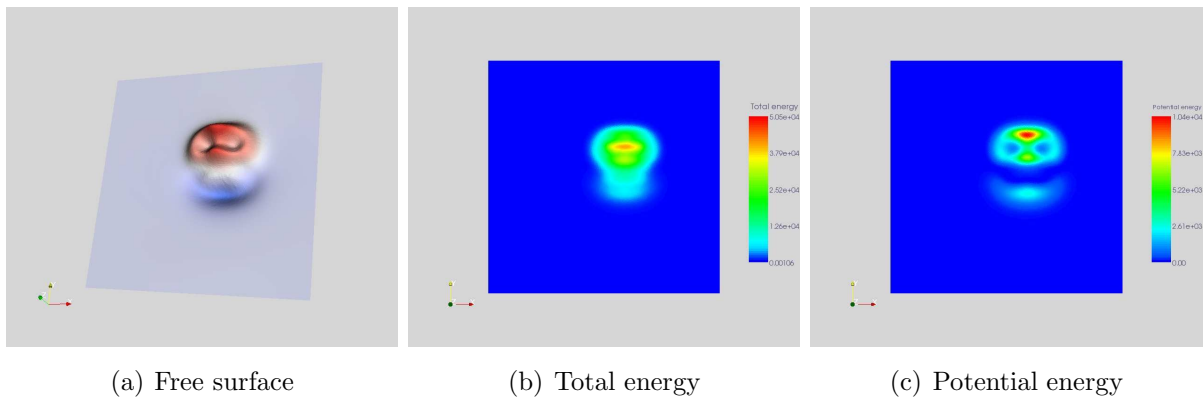 Total energy
5.05e+04
3.79e+04
2.52e+04
1.26e+04
0.00106
Potential energy
1.04e+04
7.83e+03
5.22e+03
2.61e+03
0.00
(a) Free surface
(b) Total energy
(c) Potential energy